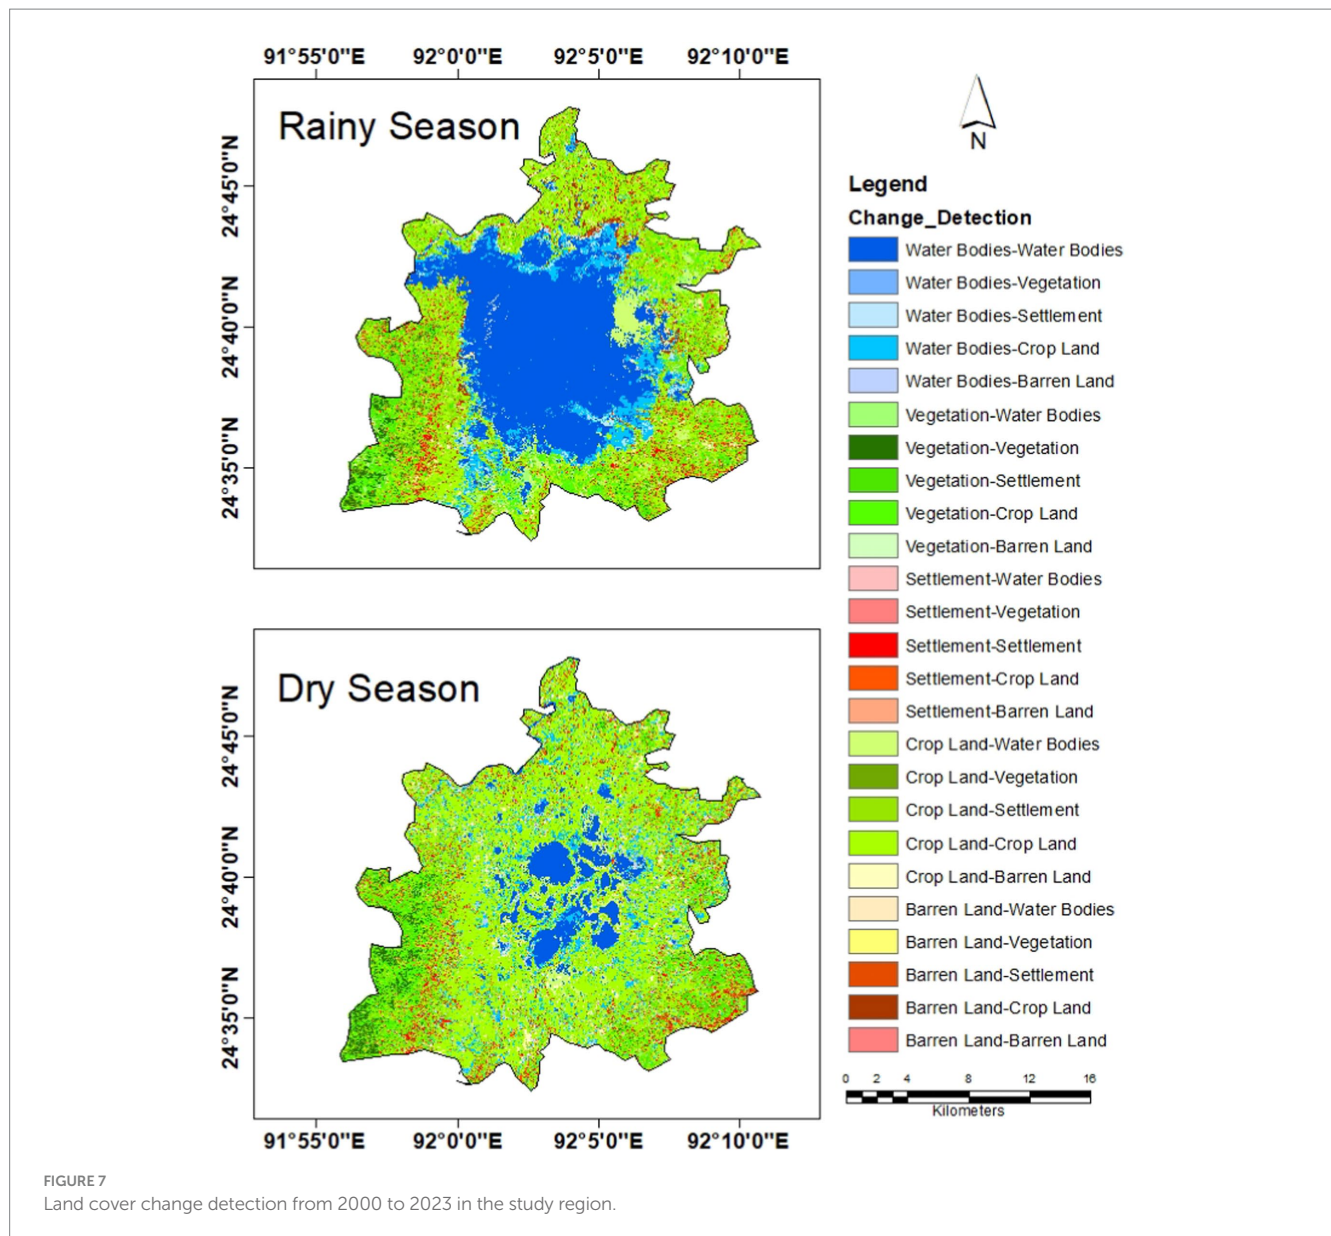 91°55'0"E 92°0'0"E 92°5'0"E 92°10'0"E
Rainy Season
24°45'0"N
24°40'0"N
24°35'0"N
N
Legend
Change_Detection
Water Bodies-Water Bodies
Water Bodies-Vegetation
Water Bodies-Settlement
Water Bodies-Crop Land
Water Bodies-Barren Land
Vegetation-Water Bodies
Vegetation-Vegetation
Vegetation-Settlement
Vegetation-Crop Land
Vegetation-Barren Land
Settlement-Water Bodies
Settlement-Vegetation
Settlement-Settlement
Settlement-Crop Land
Settlement-Barren Land
Crop Land-Water Bodies
Crop Land-Vegetation
Crop Land-Settlement
Crop Land-Crop Land
Crop Land-Barren Land
Barren Land-Water Bodies
Barren Land-Vegetation
Barren Land-Settlement
Barren Land-Crop Land
Barren Land-Barren Land
0 2 4 8 12 16
Kilometers
Dry Season
24°45'0"N
24°40'0"N
24°35'0"N
91°55'0"E 92°0'0"E 92°5'0"E 92°10'0"E
FIGURE 7
Land cover change detection from 2000 to 2023 in the study region.